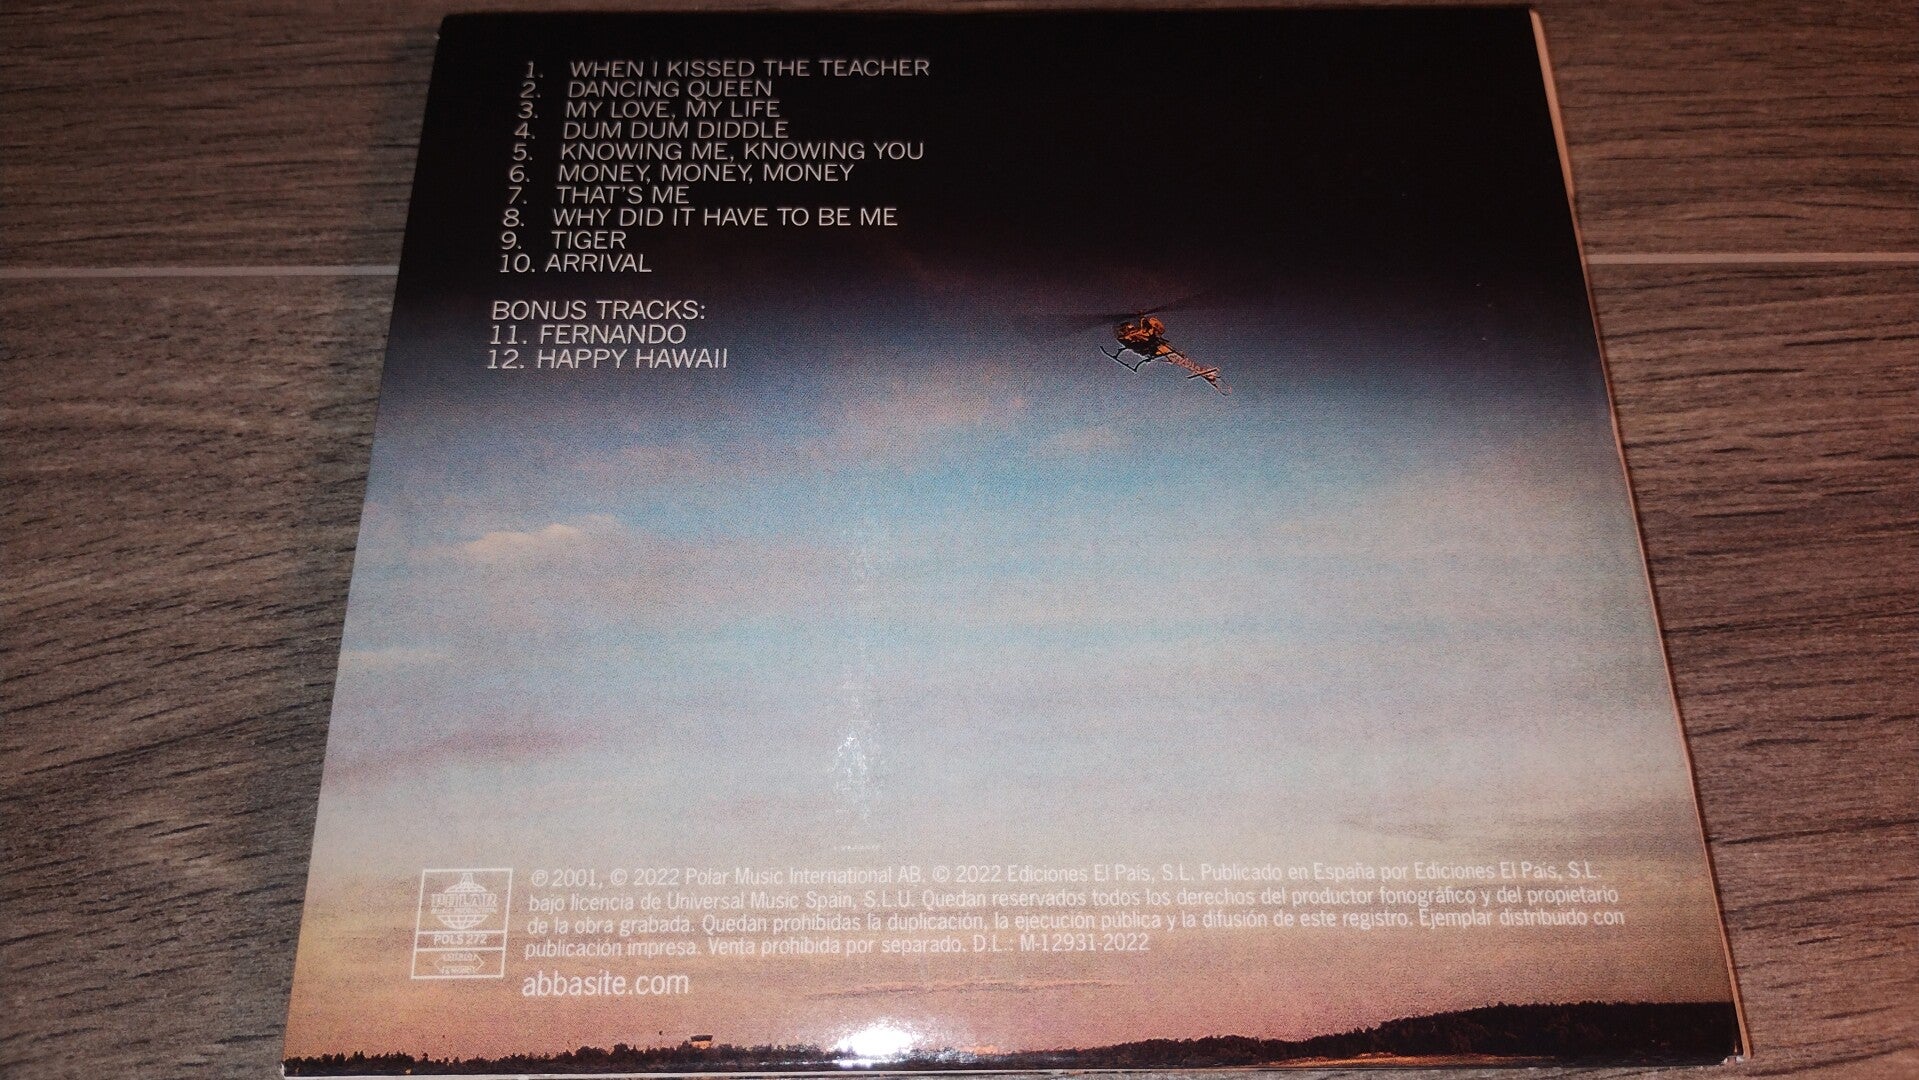 1. WHEN I KISSED THE TEACHER
2. DANCING QUEEN
3. MY LOVE, MY LIFE
4. DUM DUM DIDDLE
5. KNOWING ME, KNOWING YOU
6. MONEY, MONEY, MONEY
7. THAT'S ME
8. WHY DID IT HAVE TO BE ME
9. TIGER
10. ARRIVAL
BONUS TRACKS:
11. FERNANDO
12. HAPPY HAWAII
℗ 2001, © 2022 Polar Music International AB. © 2022 Ediciones El País, S.L. Publicado en España por Ediciones El País, S.L.
bajo licencia de Universal Music Spain, S.L.U. Quedan reservados todos los derechos del productor fonográfico y del propietario
de la obra grabada. Quedan prohibidas la duplicación, la ejecución pública y la difusión de este registro. Ejemplar distribuido con
publicación impresa. Venta prohibida por separado. D.L.: M-12931-2022
POLAR
POLS 272
abbasite.com